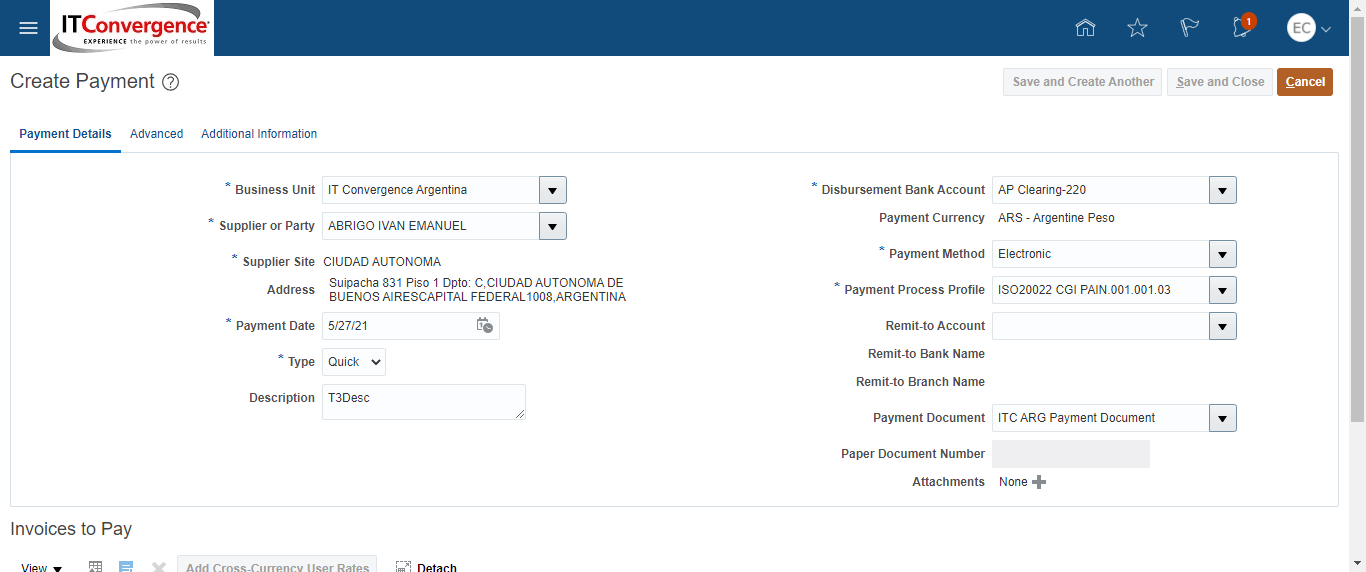 ITConvergence
EXPERIENCE the power of results
1
EC
Create Payment ?
Save and Create Another
Save and Close
Cancel
Payment Details
Advanced
Additional Information
* Business Unit IT Convergence Argentina
* Supplier or Party ABRIGO IVAN EMANUEL
* Supplier Site CIUDAD AUTONOMA
Address Suipacha 831 Piso 1 Dpto: C,CIUDAD AUTONOMA DE
BUENOS AIRESCAPITAL FEDERAL1008,ARGENTINA
* Payment Date 5/27/21
* Type Quick
Description T3Desc
* Disbursement Bank Account AP Clearing-220
Payment Currency ARS - Argentine Peso
* Payment Method Electronic
* Payment Process Profile ISO20022 CGI PAIN.001.001.03
Remit-to Account
Remit-to Bank Name
Remit-to Branch Name
Payment Document ITC ARG Payment Document
Paper Document Number
Attachments None
Invoices to Pay
View
Add Cross-Currency User Rates
Detach